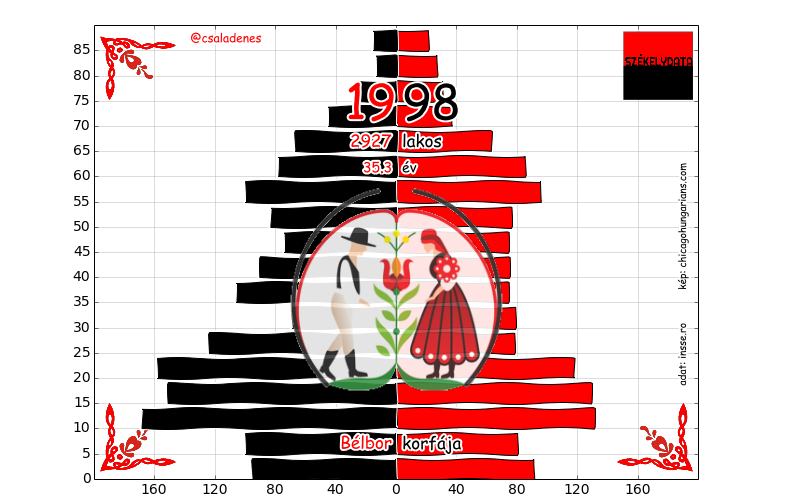 @csaladenes
SZÉKELYDATA
1998
2927 lakos
35.3 év
kép: chicagohungarians.com
adat: insse.ro
Bélbor korfája
85
80
75
70
65
60
55
50
45
40
35
30
25
20
15
10
5
0
160 120 80 40 0 40 80 120 160